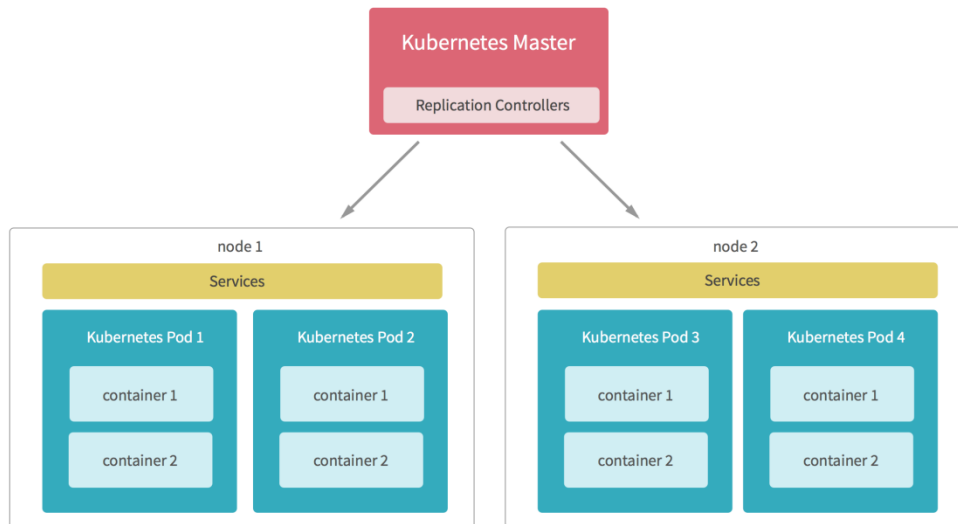 Kubernetes Master
Replication Controllers
node 1
Services
Kubernetes Pod 1
Kubernetes Pod 2
container 1
container 1
container 2
container 2
node 2
Services
Kubernetes Pod 3
Kubernetes Pod 4
container 1
container 1
container 2
container 2